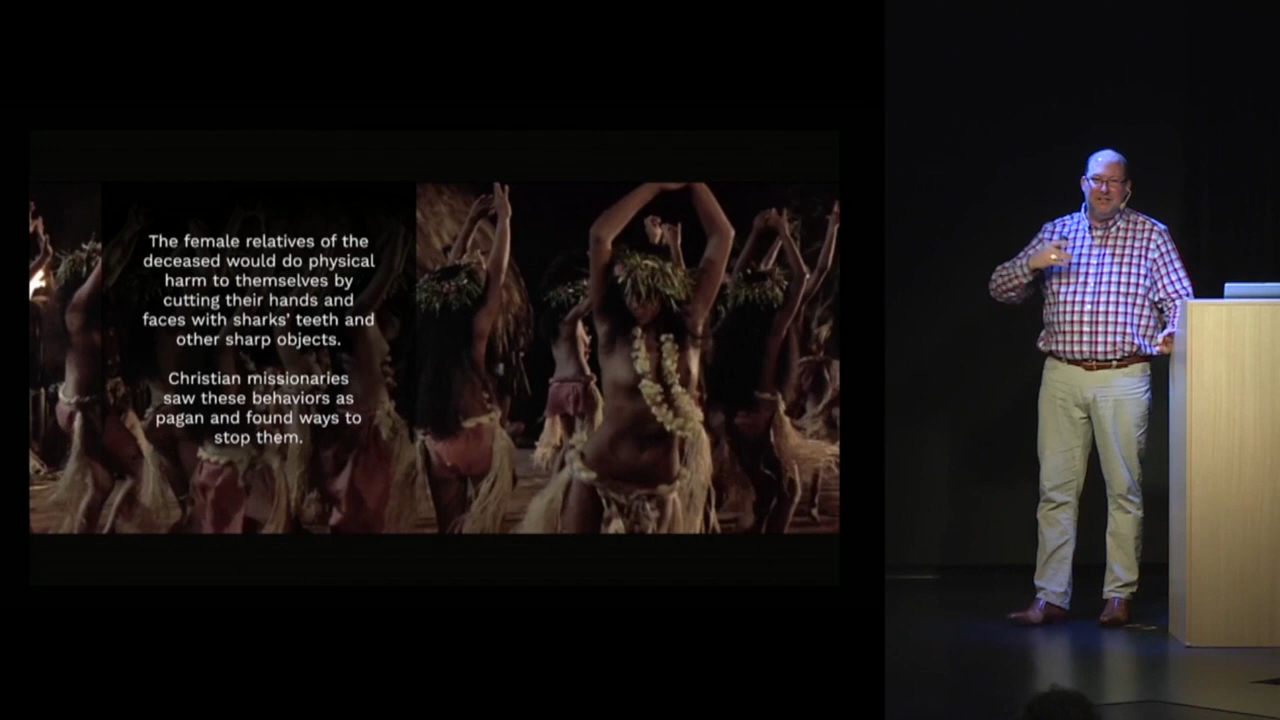 The female relatives of the
deceased would do physical
harm to themselves by
cutting their hands and
faces with sharks' teeth and
other sharp objects.
Christian missionaries
saw these behaviors as
pagan and found ways to
stop them.